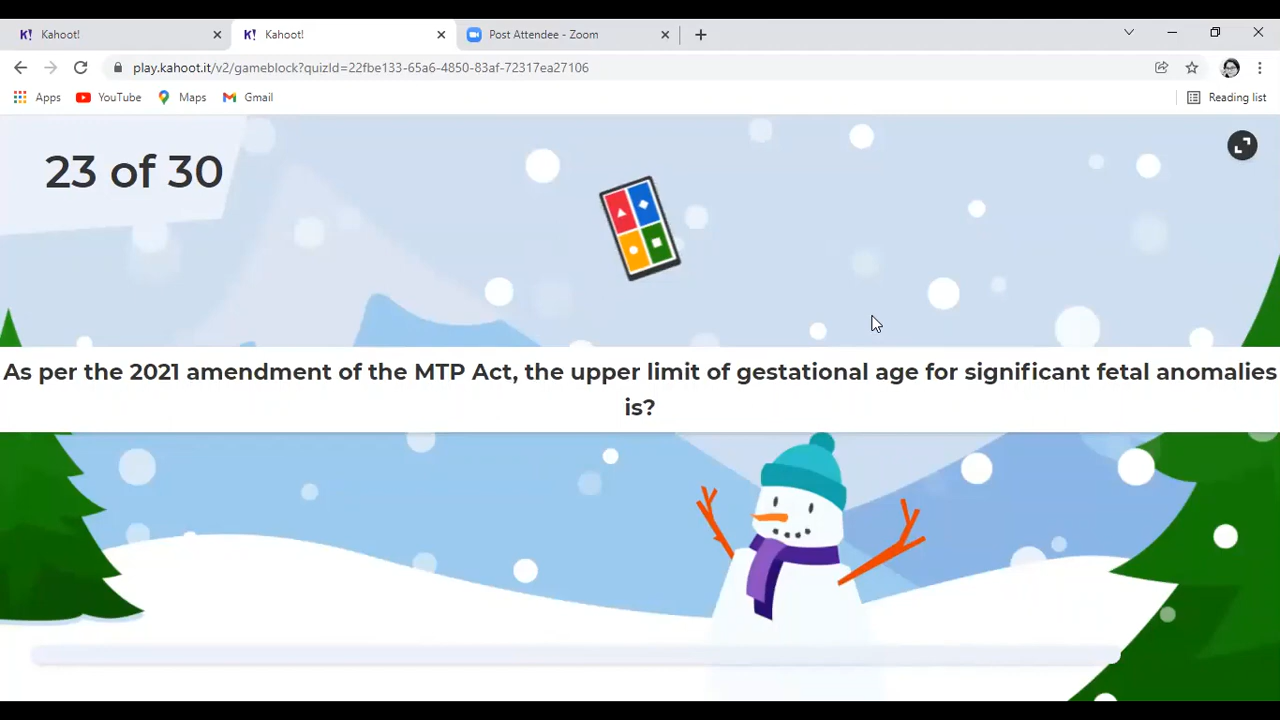 K! Kahoot!
K! Kahoot!
Post Attendee - Zoom
play.kahoot.it/v2/gameblock?quizId=22fbe133-65a6-4850-83af-72317ea27106
Apps
YouTube
Maps
Gmail
Reading list
23 of 30
As per the 2021 amendment of the MTP Act, the upper limit of gestational age for significant fetal anomalies
is?